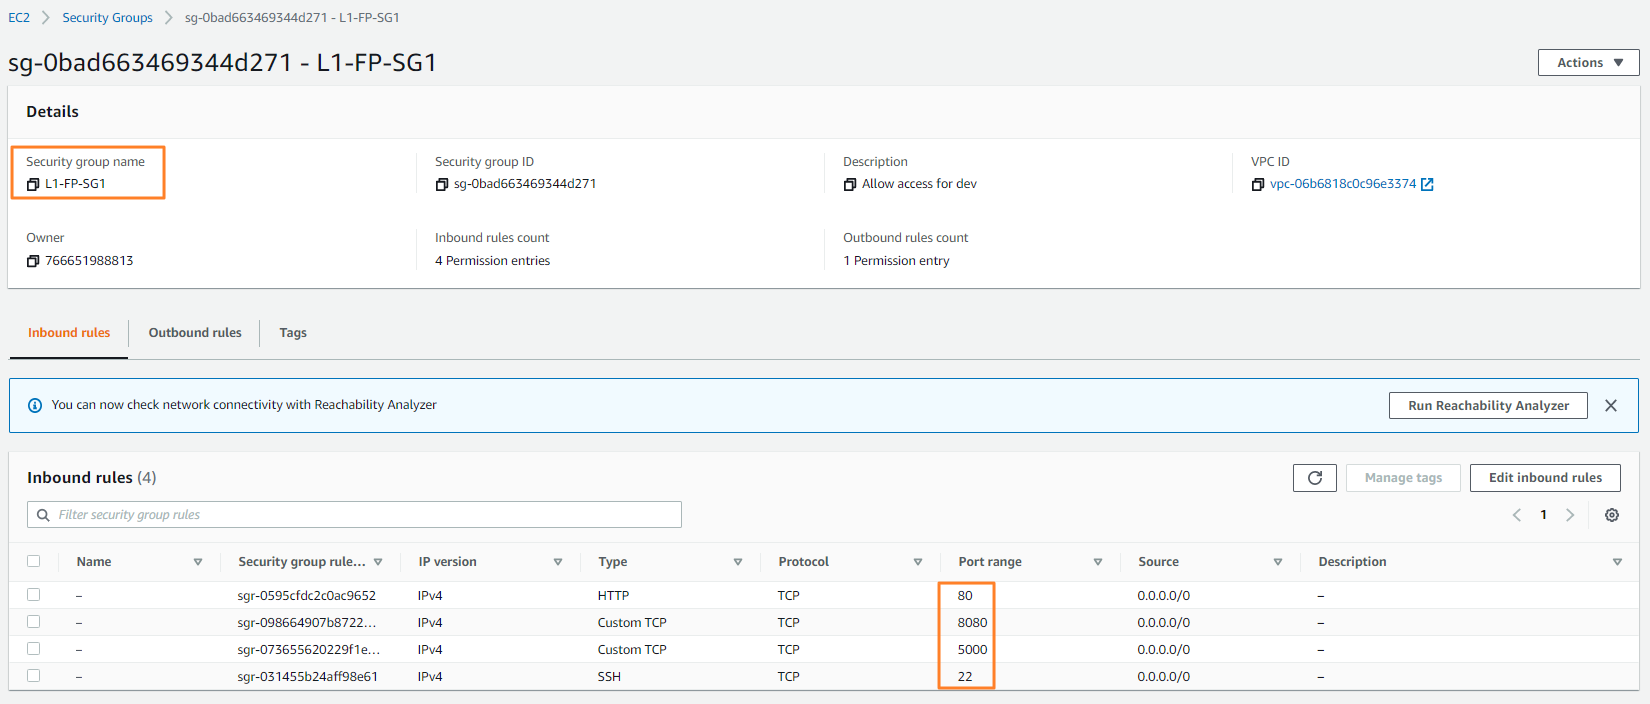 EC2 > Security Groups > sg-0bad663469344d271 - L1-FP-SG1
sg-0bad663469344d271 - L1-FP-SG1
Actions
Details
Security group name Security group ID Description VPC ID
L1-FP-SG1 sg-0bad663469344d271 Allow access for dev vpc-06b6818c0c96e3374
Owner Inbound rules count Outbound rules count
766651988813 4 Permission entries 1 Permission entry
Inbound rules Outbound rules Tags
You can now check network connectivity with Reachability Analyzer Run Reachability Analyzer
Inbound rules (4) Manage tags Edit inbound rules
Filter security group rules 1
Name Security group rule... IP version Type Protocol Port range Source Description
– sgr-0595cfdc2c0ac9652 IPv4 HTTP TCP 80 0.0.0.0/0 –
– sgr-098664907b8722... IPv4 Custom TCP TCP 8080 0.0.0.0/0 –
– sgr-073655620229f1e... IPv4 Custom TCP TCP 5000 0.0.0.0/0 –
– sgr-031455b24aff98e61 IPv4 SSH TCP 22 0.0.0.0/0 –